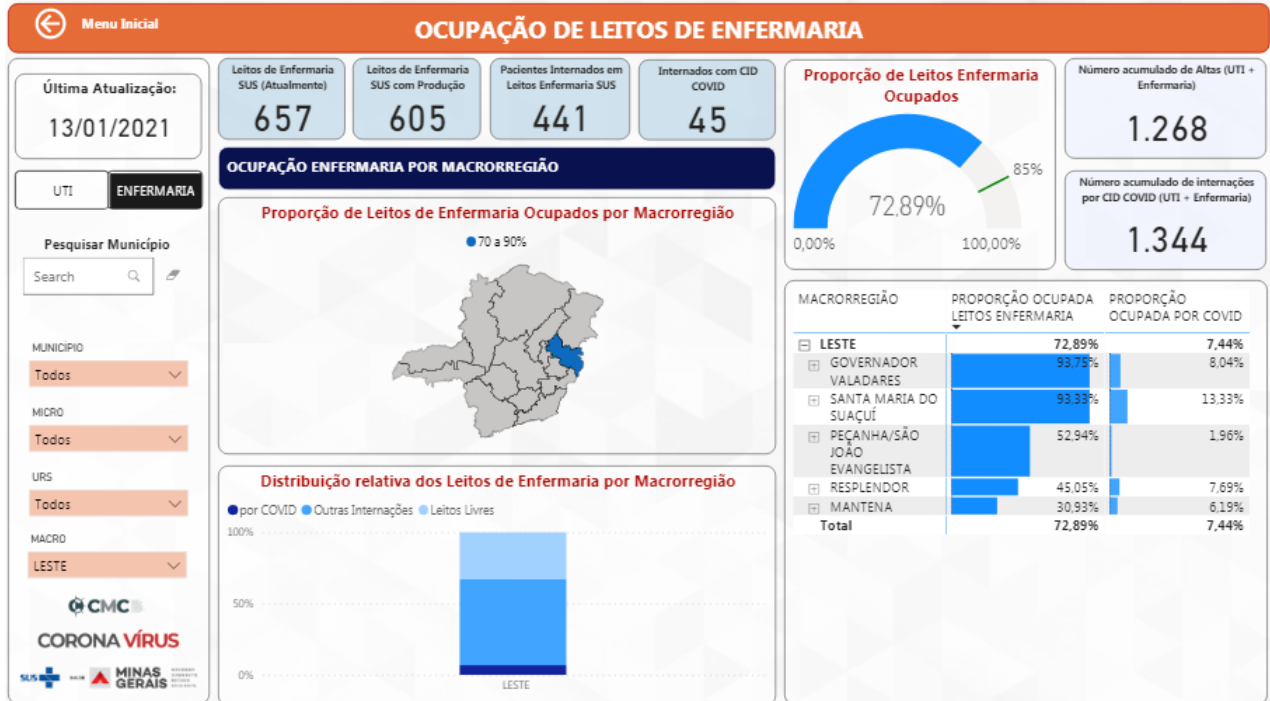 Menu Inicial
OCUPAÇÃO DE LEITOS DE ENFERMARIA
Última Atualização:
13/01/2021
UTI
ENFERMARIA
Pesquisar Município
Search
MUNICÍPIO
Todos
MICRO
Todos
URS
Todos
MACRO
LESTE
CMC
CORONA VÍRUS
SUS
MINAS
GERAIS
Leitos de Enfermaria
SUS (Atualmente)
657
Leitos de Enfermaria
SUS com Produção
605
Pacientes Internados em
Leitos Enfermaria SUS
441
Internados com CID
COVID
45
OCUPAÇÃO ENFERMARIA POR MACRORREGIÃO
Proporção de Leitos de Enfermaria Ocupados por Macrorregião
70 a 90%
Distribuição relativa dos Leitos de Enfermaria por Macrorregião
por COVID Outras Internações Leitos Livres
100%
50%
0%
LESTE
Proporção de Leitos Enfermaria
Ocupados
85%
72,89%
0,00%
100,00%
Número acumulado de Altas (UTI +
Enfermaria)
1.268
Número acumulado de internações
por CID COVID (UTI + Enfermaria)
1.344
MACRORREGIÃO PROPORÇÃO OCUPADA PROPORÇÃO
LEITOS ENFERMARIA OCUPADA POR COVID
LESTE 72,89% 7,44%
GOVERNADOR 93,75% 8,04%
VALADARES
SANTA MARIA DO 93,33% 13,33%
SUAÇUÍ
PEÇANHA/SÃO 52,94% 1,96%
JOÃO
EVANGELISTA
RESPLENDOR 45,05% 7,69%
MANTENA 30,93% 6,19%
Total 72,89% 7,44%